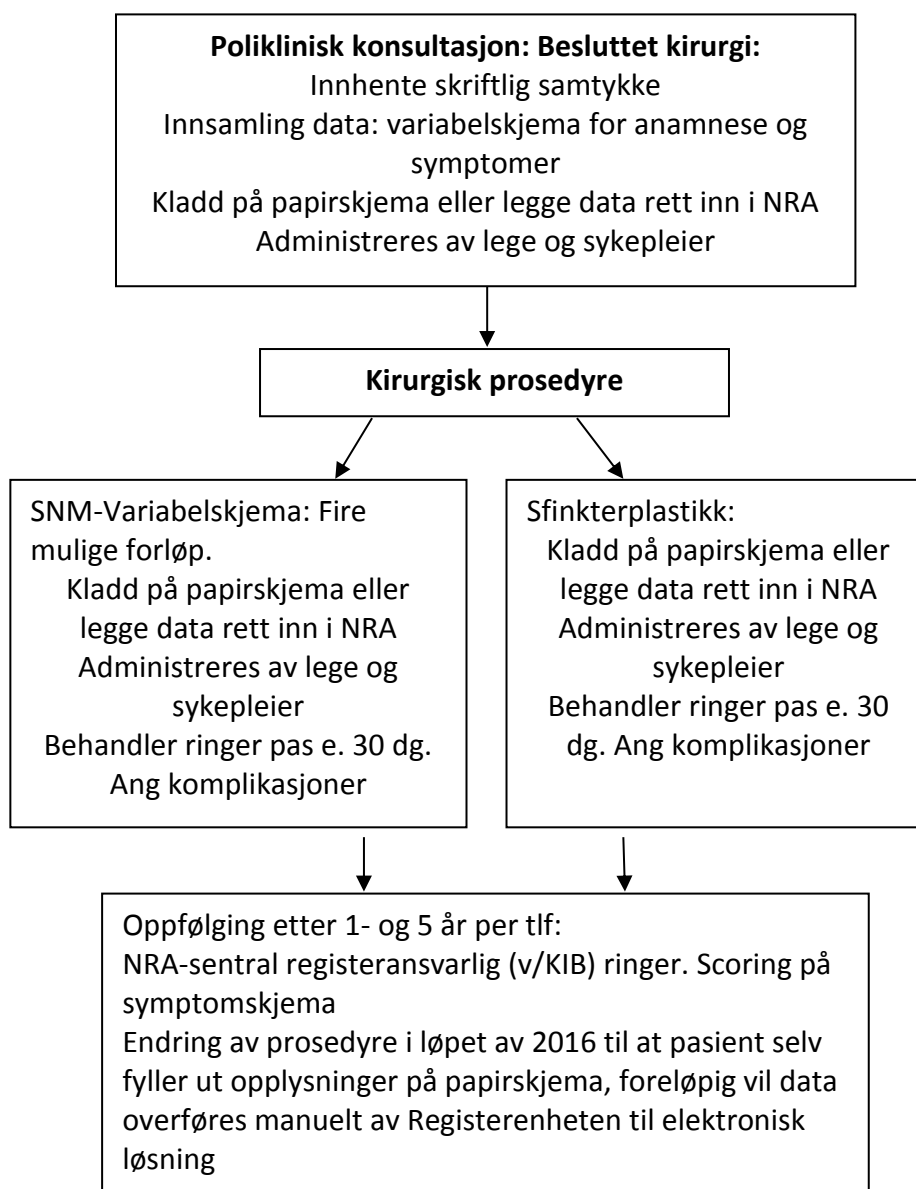 Poliklinisk konsultasjon: Besluttet kirurgi:
Innhente skriftlig samtykke
Innsamling data: variabelskjema for anamnese og
symptomer
Kladd på papirskjema eller legge data rett inn i NRA
Administreres av lege og sykepleier
Kirurgisk prosedyre
SNM-Variabelskjema: Fire
mulige forløp.
Kladd på papirskjema eller
legge data rett inn i NRA
Administreres av lege og
sykepleier
Behandler ringer pas e. 30 dg.
Ang komplikasjoner
Sfinkterplastikk:
Kladd på papirskjema eller
legge data rett inn i NRA
Administreres av lege og
sykepleier
Behandler ringer pas e. 30
dg. Ang komplikasjoner
Oppfølging etter 1- og 5 år per tlf:
NRA-sentral registeransvarlig (v/KIB) ringer. Scoring på
symptomskjema
Endring av prosedyre i løpet av 2016 til at pasient selv
fyller ut opplysninger på papirskjema, foreløpig vil data
overføres manuelt av Registerenheten til elektronisk
løsning